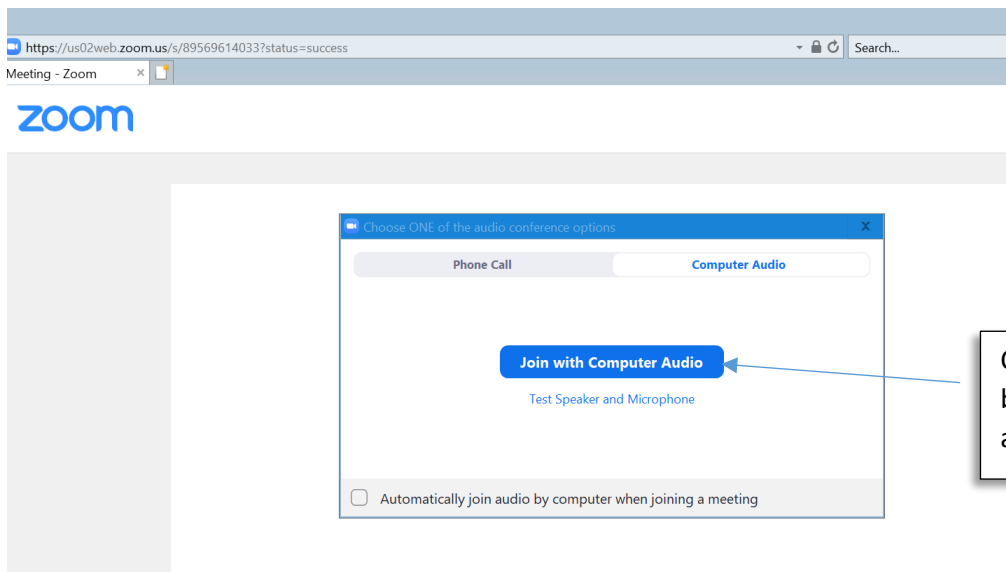 https://us02web.zoom.us/s/89569614033?status=success
Search...
Meeting - Zoom
zoom
Choose ONE of the audio conference options
X
Phone Call
Computer Audio
Join with Computer Audio
Test Speaker and Microphone
Automatically join audio by computer when joining a meeting